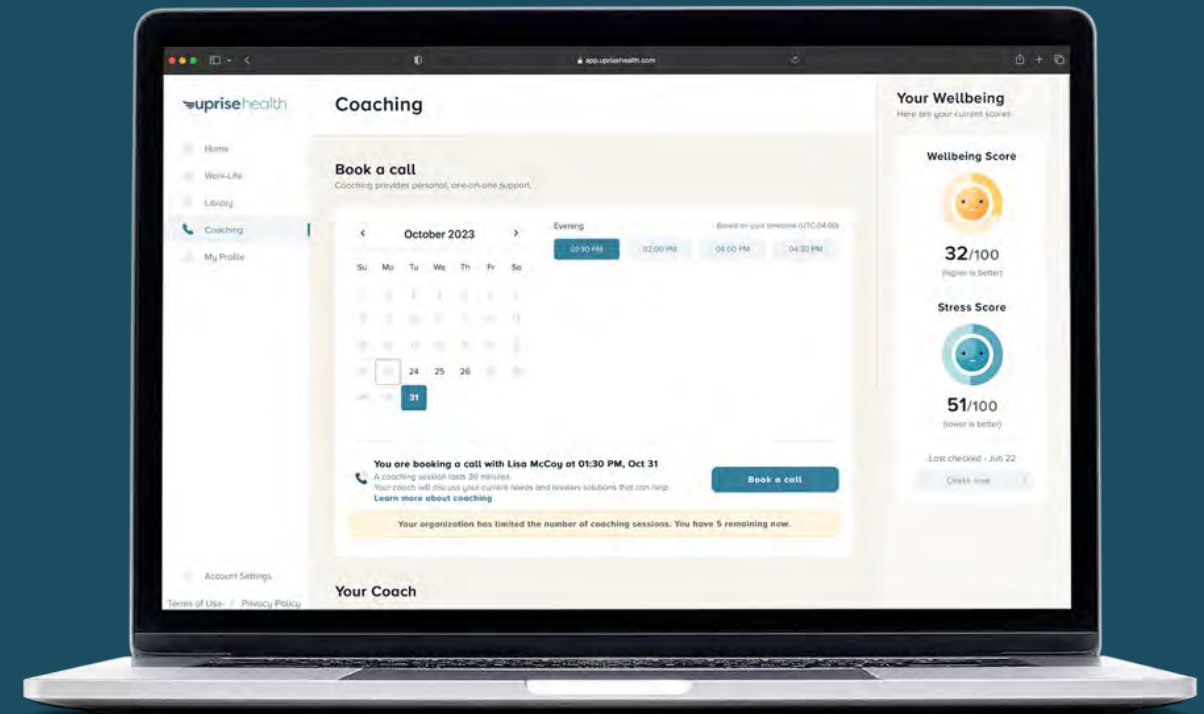 app.uprisehealth.com
uprisehealth
Home
Work-Life
Library
Coaching
My Profile
Account Settings
Terms of Use | Privacy Policy
Coaching
Book a call
Coaching provides personal, one-on-one support.
October 2023
Su Mo Tu We Th Fr Sa
24 25 26
31
Evening
Based on your timezone (UTC-04:00)
01:30 PM 02:00 PM 04:00 PM 04:30 PM
You are booking a call with Lisa McCoy at 01:30 PM, Oct 31
A coaching session lasts 30 minutes.
Your coach will discuss your current needs and reviews solutions that can help.
Learn more about coaching
Book a call
Your organization has limited the number of coaching sessions. You have 5 remaining now.
Your Coach
Your Wellbeing
Here are your current scores
Wellbeing Score
32/100
(higher is better)
Stress Score
51/100
(lower is better)
Last checked - Jun 22
Check now